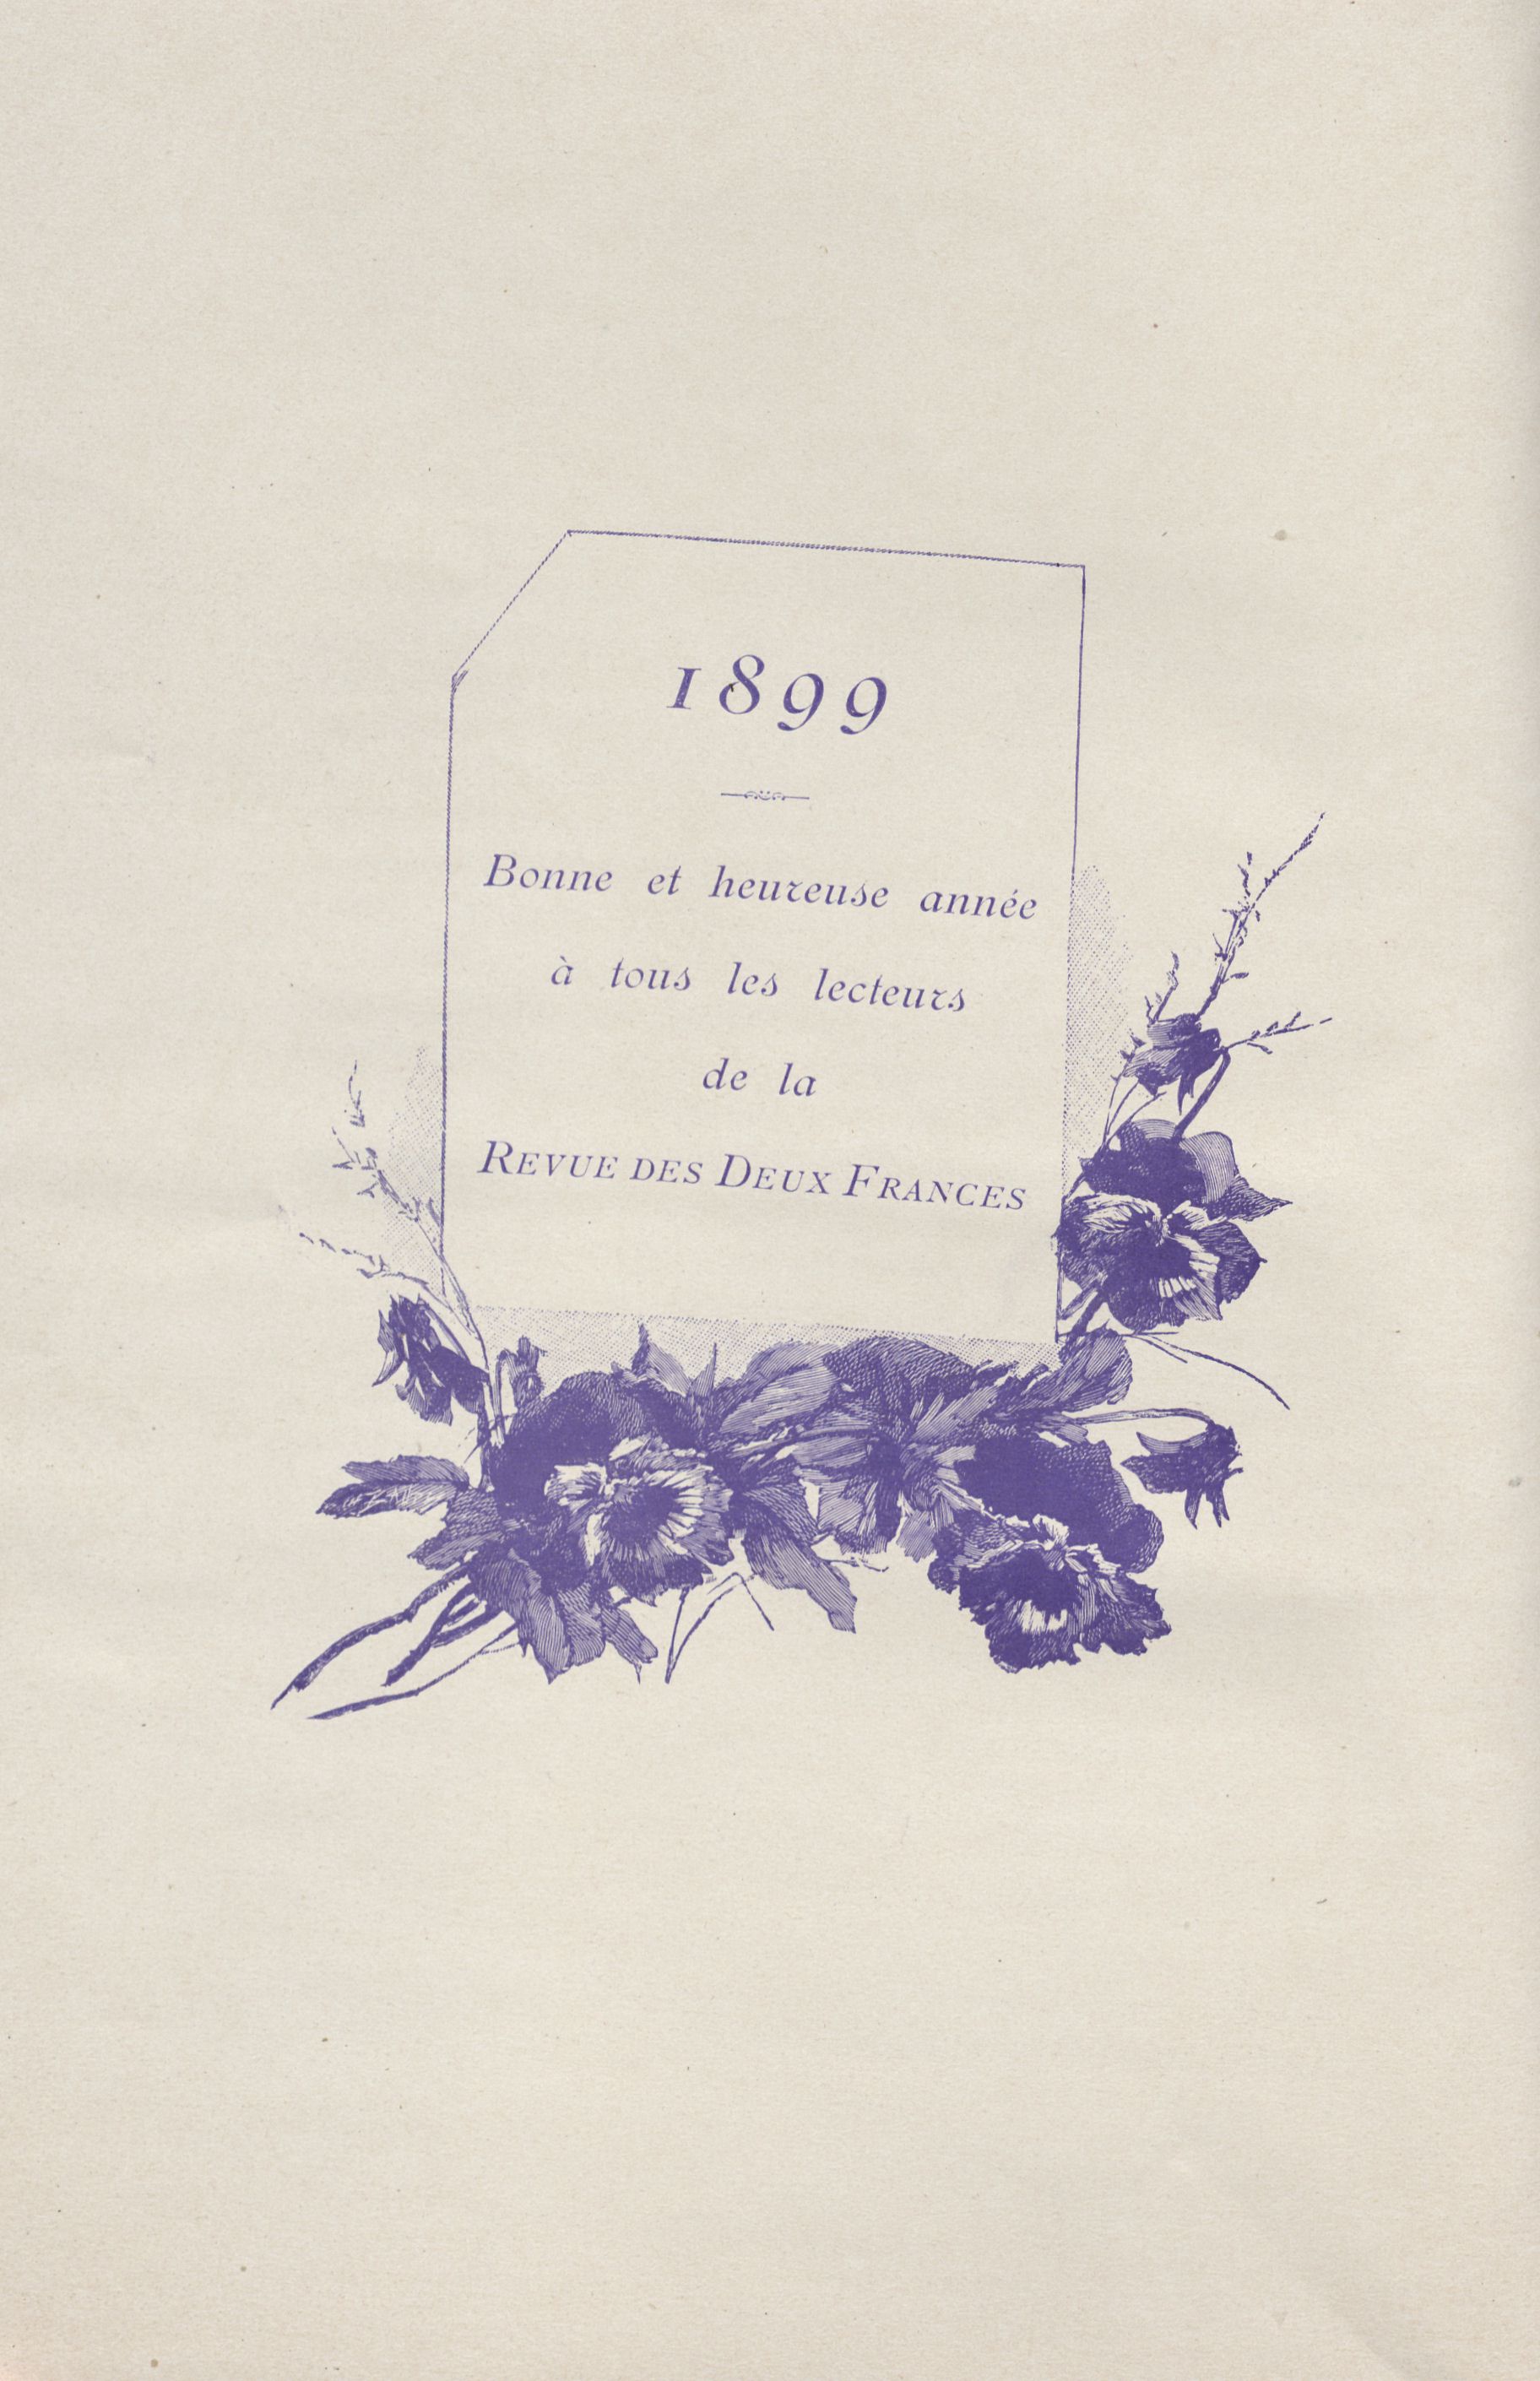 1899
Bonne et heureuse année
à tous les lecteurs
de la
REVUE DES DEUX FRANCES